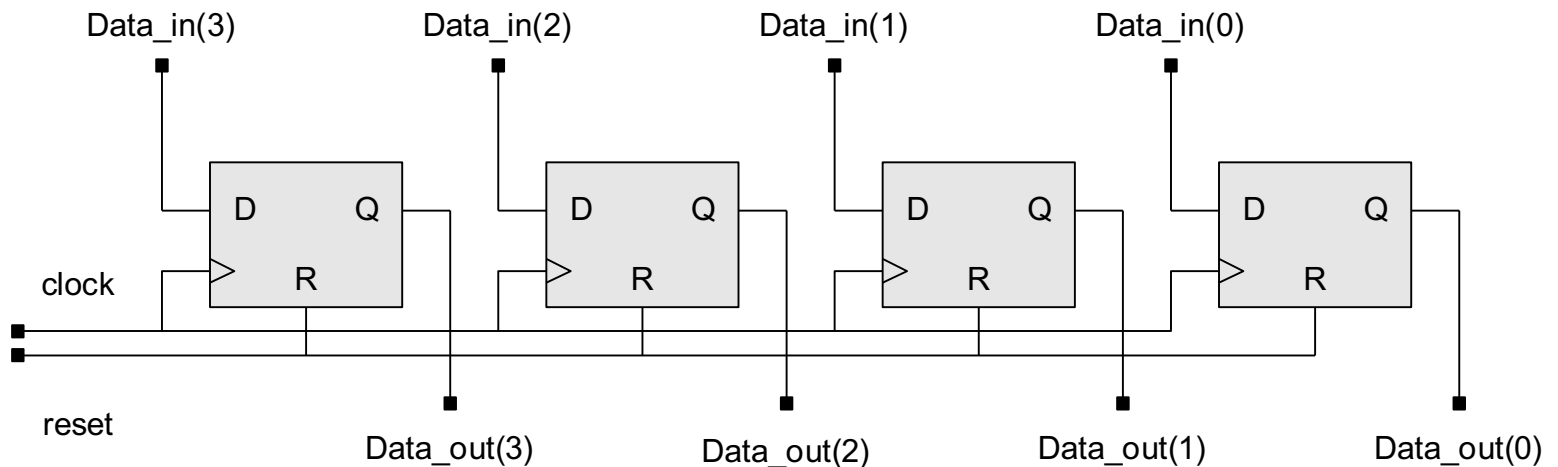 Data_in(3) Data_in(2) Data_in(1) Data_in(0)
D Q D Q D Q D Q
R R R R
clock
reset
Data_out(3) Data_out(2) Data_out(1) Data_out(0)